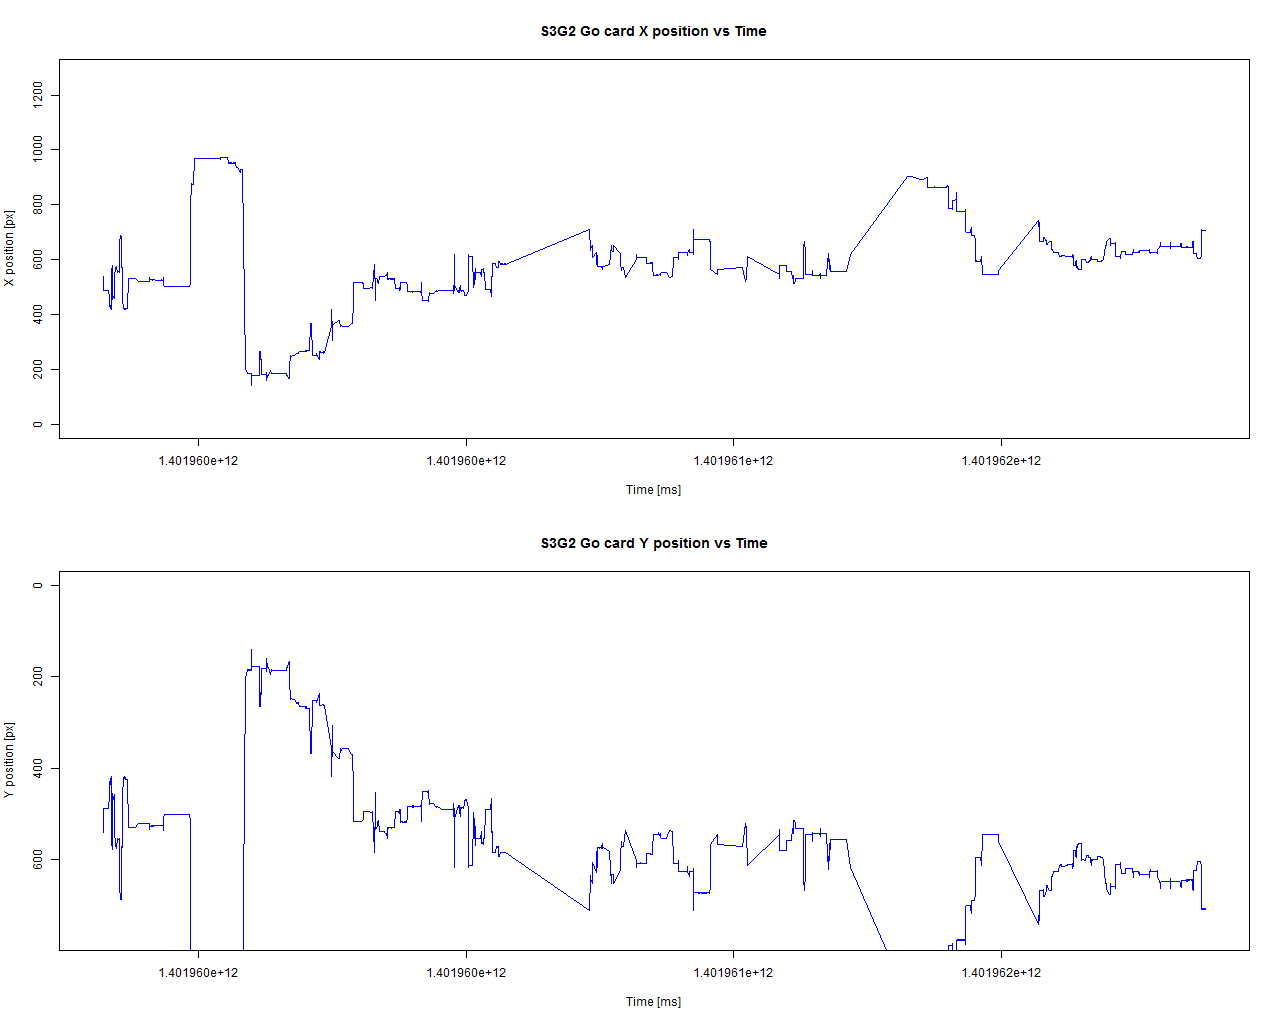 S3G2 Go card X position vs Time
1200
1000
800
600
400
200
0
X position [px]
1.401960e+12 1.401960e+12 1.401961e+12 1.401962e+12
Time [ms]
S3G2 Go card Y position vs Time
0
200
400
600
Y position [px]
1.401960e+12 1.401960e+12 1.401961e+12 1.401962e+12
Time [ms]